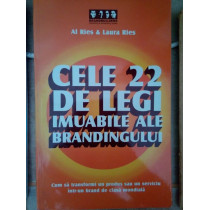 Al Ries & Laura Ries
CELE 22
DE LEGI
IMUABILE ALE
BRANDINGULUI
Cum să transformi un produs sau un serviciu
într-un brand de clasă mondială